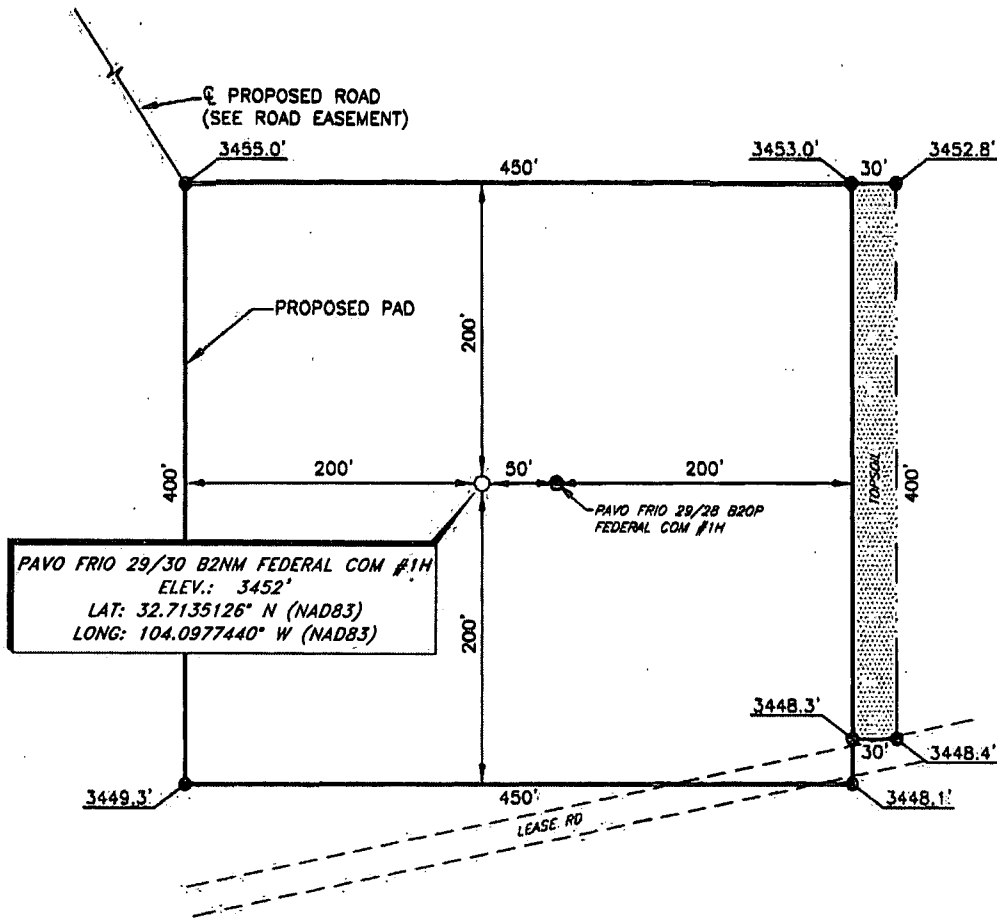 ℄ PROPOSED ROAD
(SEE ROAD EASEMENT)
3455.0'
450'
3453.0'
30'
3452.8'
PROPOSED PAD
200'
400'
200'
50'
200'
TOPSOIL
400'
PAVO FRIO 29/28 B2OP
FEDERAL COM #1H
PAVO FRIO 29/30 B2NM FEDERAL COM #1H
ELEV.: 3452'
LAT: 32.7135126° N (NAD83)
LONG: 104.0977440° W (NAD83)
200'
3448.3'
30'
3448.4'
3449.3'
450'
3448.1'
LEASE RD